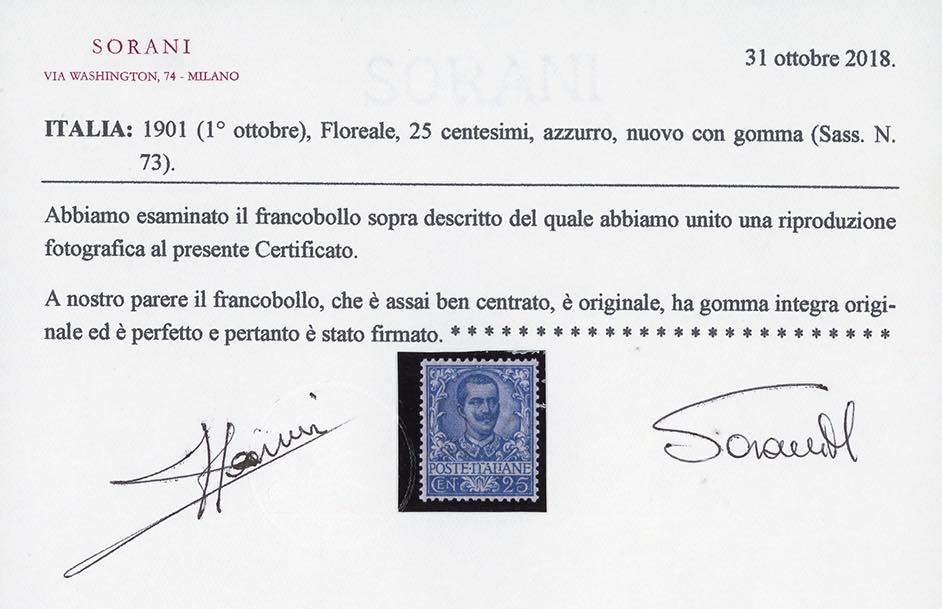 SORANI
VIA WASHINGTON, 74 - MILANO
31 ottobre 2018.
ITALIA: 1901 (1° ottobre), Floreale, 25 centesimi, azzurro, nuovo con gomma (Sass. N.
73).
Abbiamo esaminato il francobollo sopra descritto del quale abbiamo unito una riproduzione
fotografica al presente Certificato.
A nostro parere il francobollo, che è assai ben centrato, è originale, ha gomma integra origi-
nale ed è perfetto e pertanto è stato firmato. * * * * * * * * * * * * * * * * * * * * * * * * * *
POSTE·ITALIANE
CEN 25